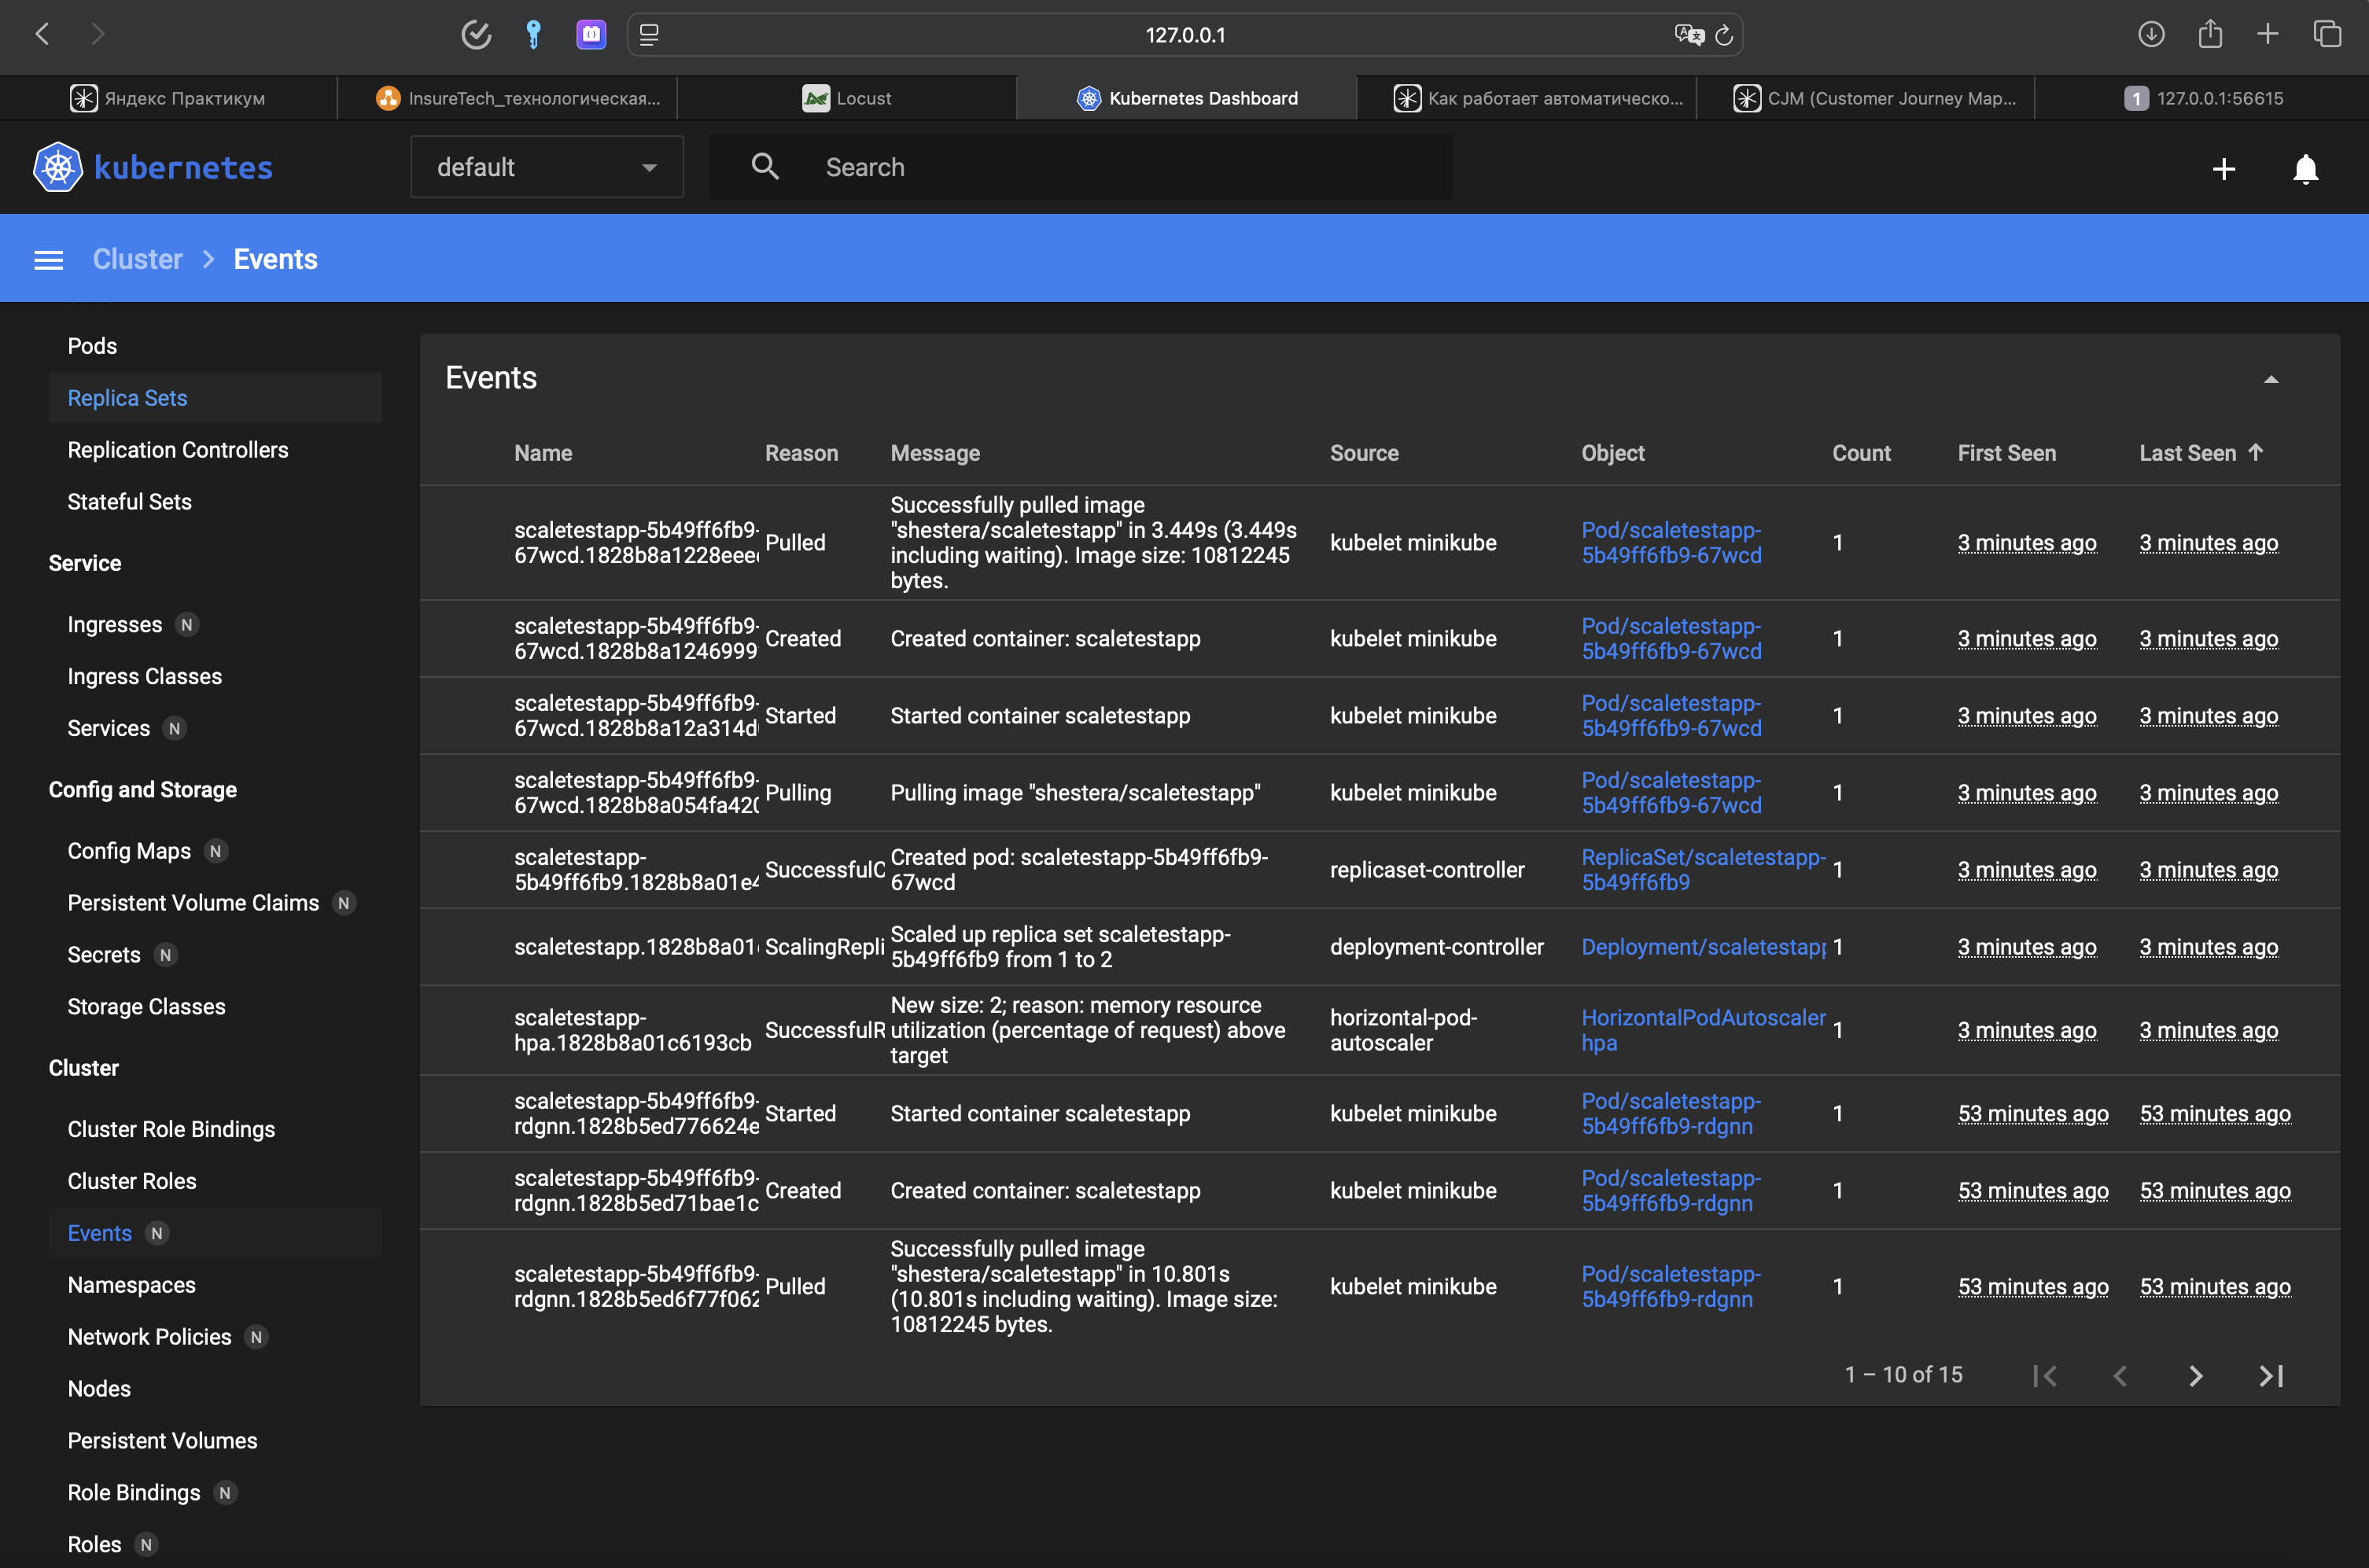 127.0.0.1
Яндекс Практикум
InsureTech_технологическая...
Locust
Kubernetes Dashboard
Как работает автоматическо...
CJM (Customer Journey Map...
1 127.0.0.1:56615
kubernetes
default
Search
Cluster > Events
Pods
Replica Sets
Replication Controllers
Stateful Sets
Service
Ingresses N
Ingress Classes
Services N
Config and Storage
Config Maps N
Persistent Volume Claims N
Secrets N
Storage Classes
Cluster
Cluster Role Bindings
Cluster Roles
Events N
Namespaces
Network Policies N
Nodes
Persistent Volumes
Role Bindings N
Roles N
Events
Name Reason Message Source Object Count First Seen Last Seen
scaletestapp-5b49ff6fb9-
67wcd.1828b8a1228eee
Pulled
Successfully pulled image
"shestera/scaletestapp" in 3.449s (3.449s
including waiting). Image size: 10812245
bytes.
kubelet minikube
Pod/scaletestapp-
5b49ff6fb9-67wcd
1
3 minutes ago
3 minutes ago
scaletestapp-5b49ff6fb9-
67wcd.1828b8a1246999
Created
Created container: scaletestapp
kubelet minikube
Pod/scaletestapp-
5b49ff6fb9-67wcd
1
3 minutes ago
3 minutes ago
scaletestapp-5b49ff6fb9-
67wcd.1828b8a12a314d
Started
Started container scaletestapp
kubelet minikube
Pod/scaletestapp-
5b49ff6fb9-67wcd
1
3 minutes ago
3 minutes ago
scaletestapp-5b49ff6fb9-
67wcd.1828b8a054fa420
Pulling
Pulling image "shestera/scaletestapp"
kubelet minikube
Pod/scaletestapp-
5b49ff6fb9-67wcd
1
3 minutes ago
3 minutes ago
scaletestapp-
5b49ff6fb9.1828b8a01e4
SuccessfulC
Created pod: scaletestapp-5b49ff6fb9-
67wcd
replicaset-controller
ReplicaSet/scaletestapp-
5b49ff6fb9
1
3 minutes ago
3 minutes ago
scaletestapp.1828b8a01
ScalingRepli
Scaled up replica set scaletestapp-
5b49ff6fb9 from 1 to 2
deployment-controller
Deployment/scaletestapp
1
3 minutes ago
3 minutes ago
scaletestapp-
hpa.1828b8a01c6193cb
SuccessfulR
New size: 2; reason: memory resource
utilization (percentage of request) above
target
horizontal-pod-
autoscaler
HorizontalPodAutoscaler
hpa
1
3 minutes ago
3 minutes ago
scaletestapp-5b49ff6fb9-
rdgnn.1828b5ed776624e
Started
Started container scaletestapp
kubelet minikube
Pod/scaletestapp-
5b49ff6fb9-rdgnn
1
53 minutes ago
53 minutes ago
scaletestapp-5b49ff6fb9-
rdgnn.1828b5ed71bae1c
Created
Created container: scaletestapp
kubelet minikube
Pod/scaletestapp-
5b49ff6fb9-rdgnn
1
53 minutes ago
53 minutes ago
scaletestapp-5b49ff6fb9-
rdgnn.1828b5ed6f77f062
Pulled
Successfully pulled image
"shestera/scaletestapp" in 10.801s
(10.801s including waiting). Image size:
10812245 bytes.
kubelet minikube
Pod/scaletestapp-
5b49ff6fb9-rdgnn
1
53 minutes ago
53 minutes ago
1 – 10 of 15